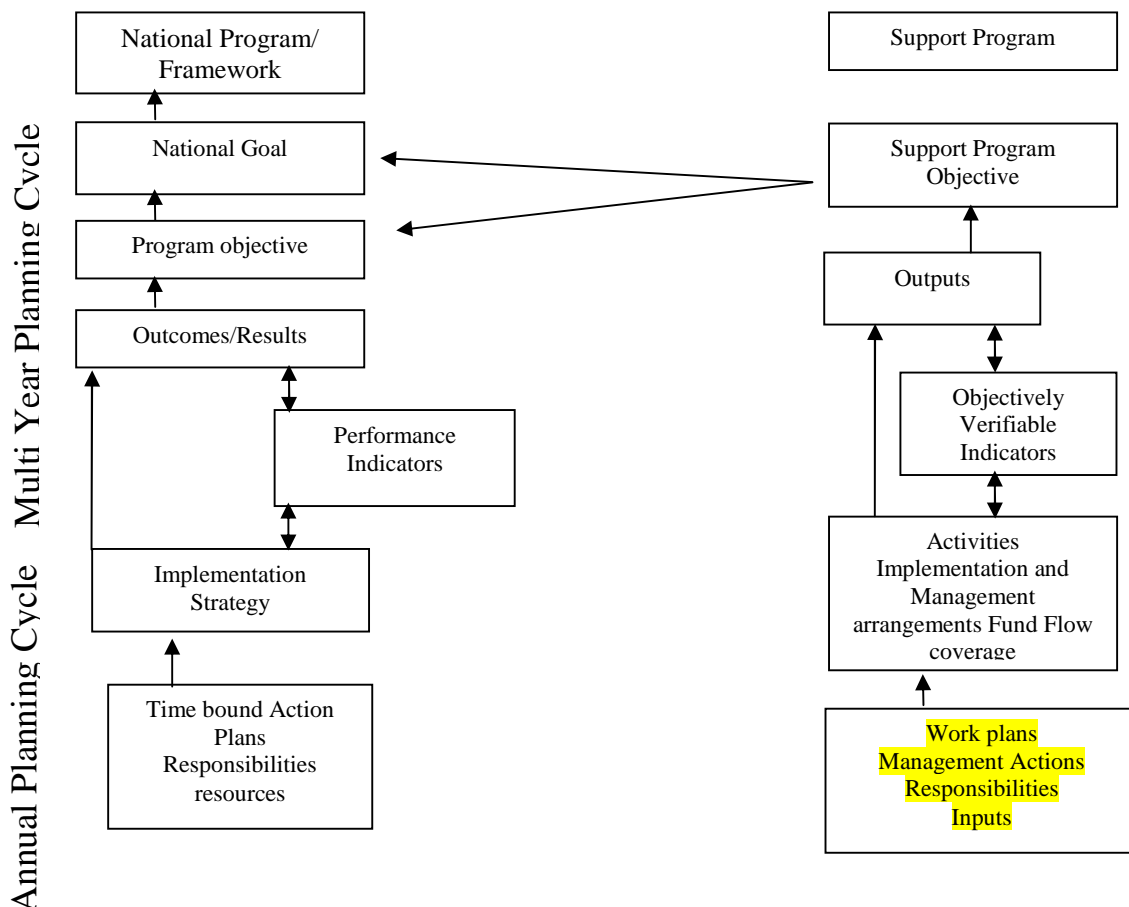 National Program/
Framework
Support Program
National Goal
Support Program
Objective
Program objective
Outputs
Outcomes/Results
Objectively
Verifiable
Indicators
Performance
Indicators
Activities
Implementation and
Management
arrangements Fund Flow
coverage
Implementation
Strategy
Time bound Action
Plans
Responsibilities
resources
Work plans
Management Actions
Responsibilities
Inputs
Multi Year Planning Cycle
Annual Planning Cycle